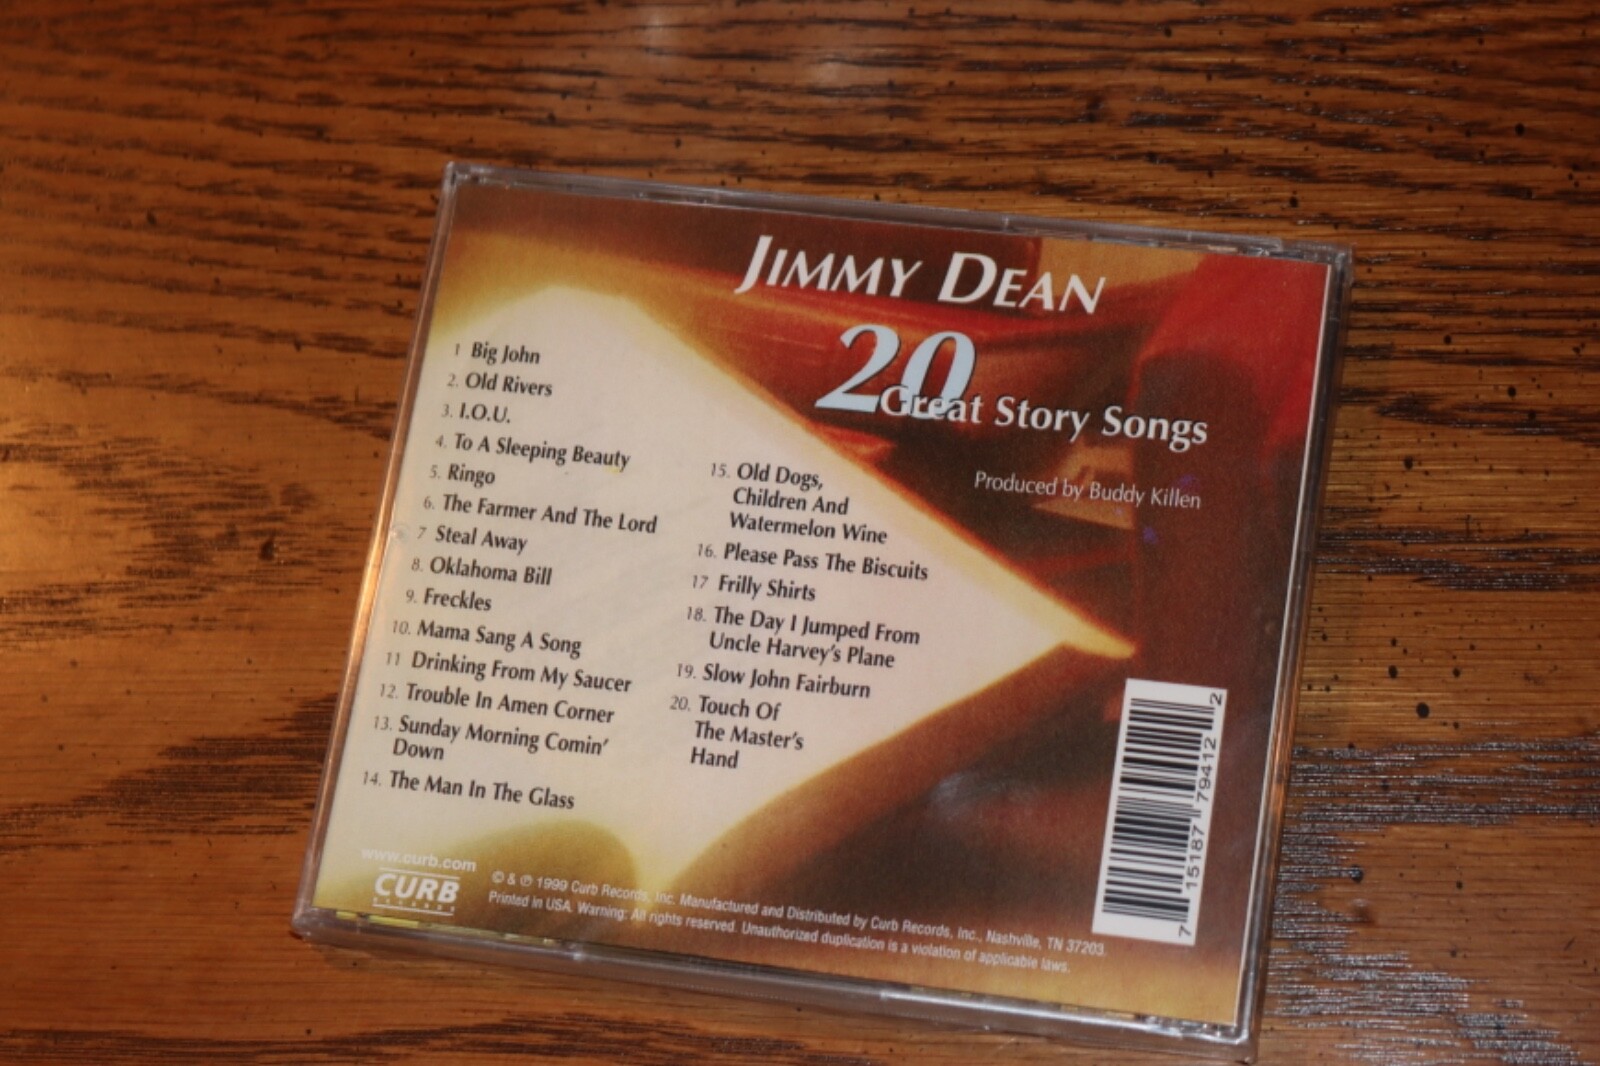 JIMMY DEAN
20
Great Story Songs
Produced by Buddy Killen
1 Big John
2. Old Rivers
3. I.O.U.
4. To A Sleeping Beauty
5. Ringo
6. The Farmer And The Lord
7 Steal Away
8. Oklahoma Bill
9. Freckles
10. Mama Sang A Song
11 Drinking From My Saucer
12. Trouble In Amen Corner
13. Sunday Morning Comin'
Down
14. The Man In The Glass
15. Old Dogs,
Children And
Watermelon Wine
16. Please Pass The Biscuits
17 Frilly Shirts
18. The Day I Jumped From
Uncle Harvey's Plane
19. Slow John Fairburn
20. Touch Of
The Master's
Hand
www.curb.com
CURB
RECORDS
© & ℗ 1999 Curb Records, Inc. Manufactured and Distributed by Curb Records, Inc., Nashville, TN 37203.
Printed in USA. Warning: All rights reserved. Unauthorized duplication is a violation of applicable laws.
7 15187 79412 2